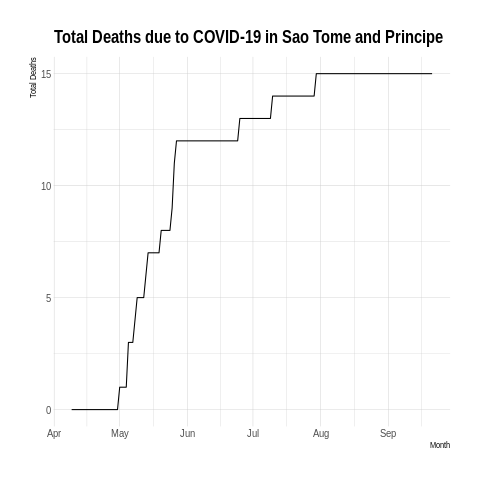 Total Deaths due to COVID-19 in Sao Tome and Principe
Total Deaths
15
10
5
0
Apr May Jun Jul Aug Sep
Month